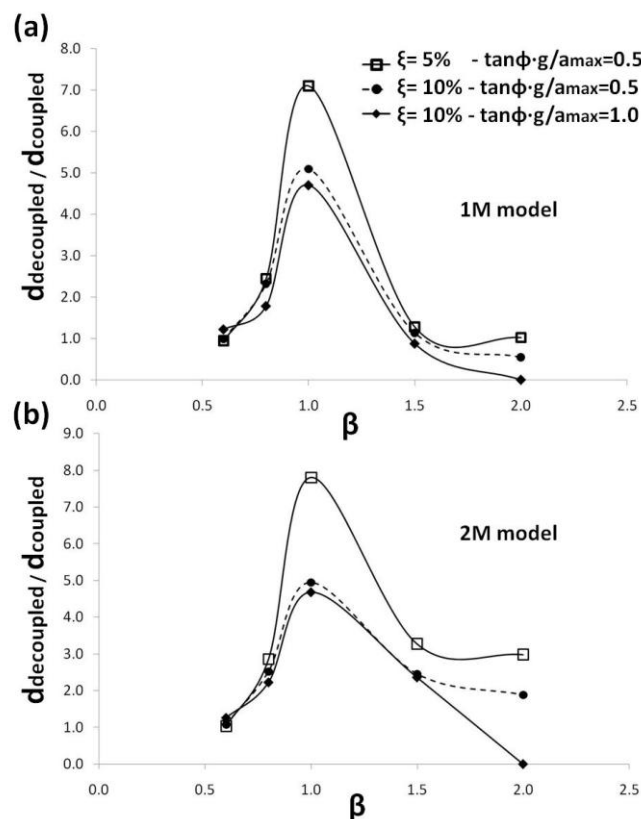 (a)
8.0
7.0
6.0
5.0
4.0
3.0
2.0
1.0
0.0
ddecoupled / dcoupled
ξ= 5% - tanϕ·g/amax=0.5
ξ= 10% - tanϕ·g/amax=0.5
ξ= 10% - tanϕ·g/amax=1.0
1M model
0.0 0.5 1.0 1.5 2.0 2.5
β
(b)
9.0
8.0
7.0
6.0
5.0
4.0
3.0
2.0
1.0
0.0
ddecoupled / dcoupled
2M model
0.0 0.5 1.0 1.5 2.0 2.5
β